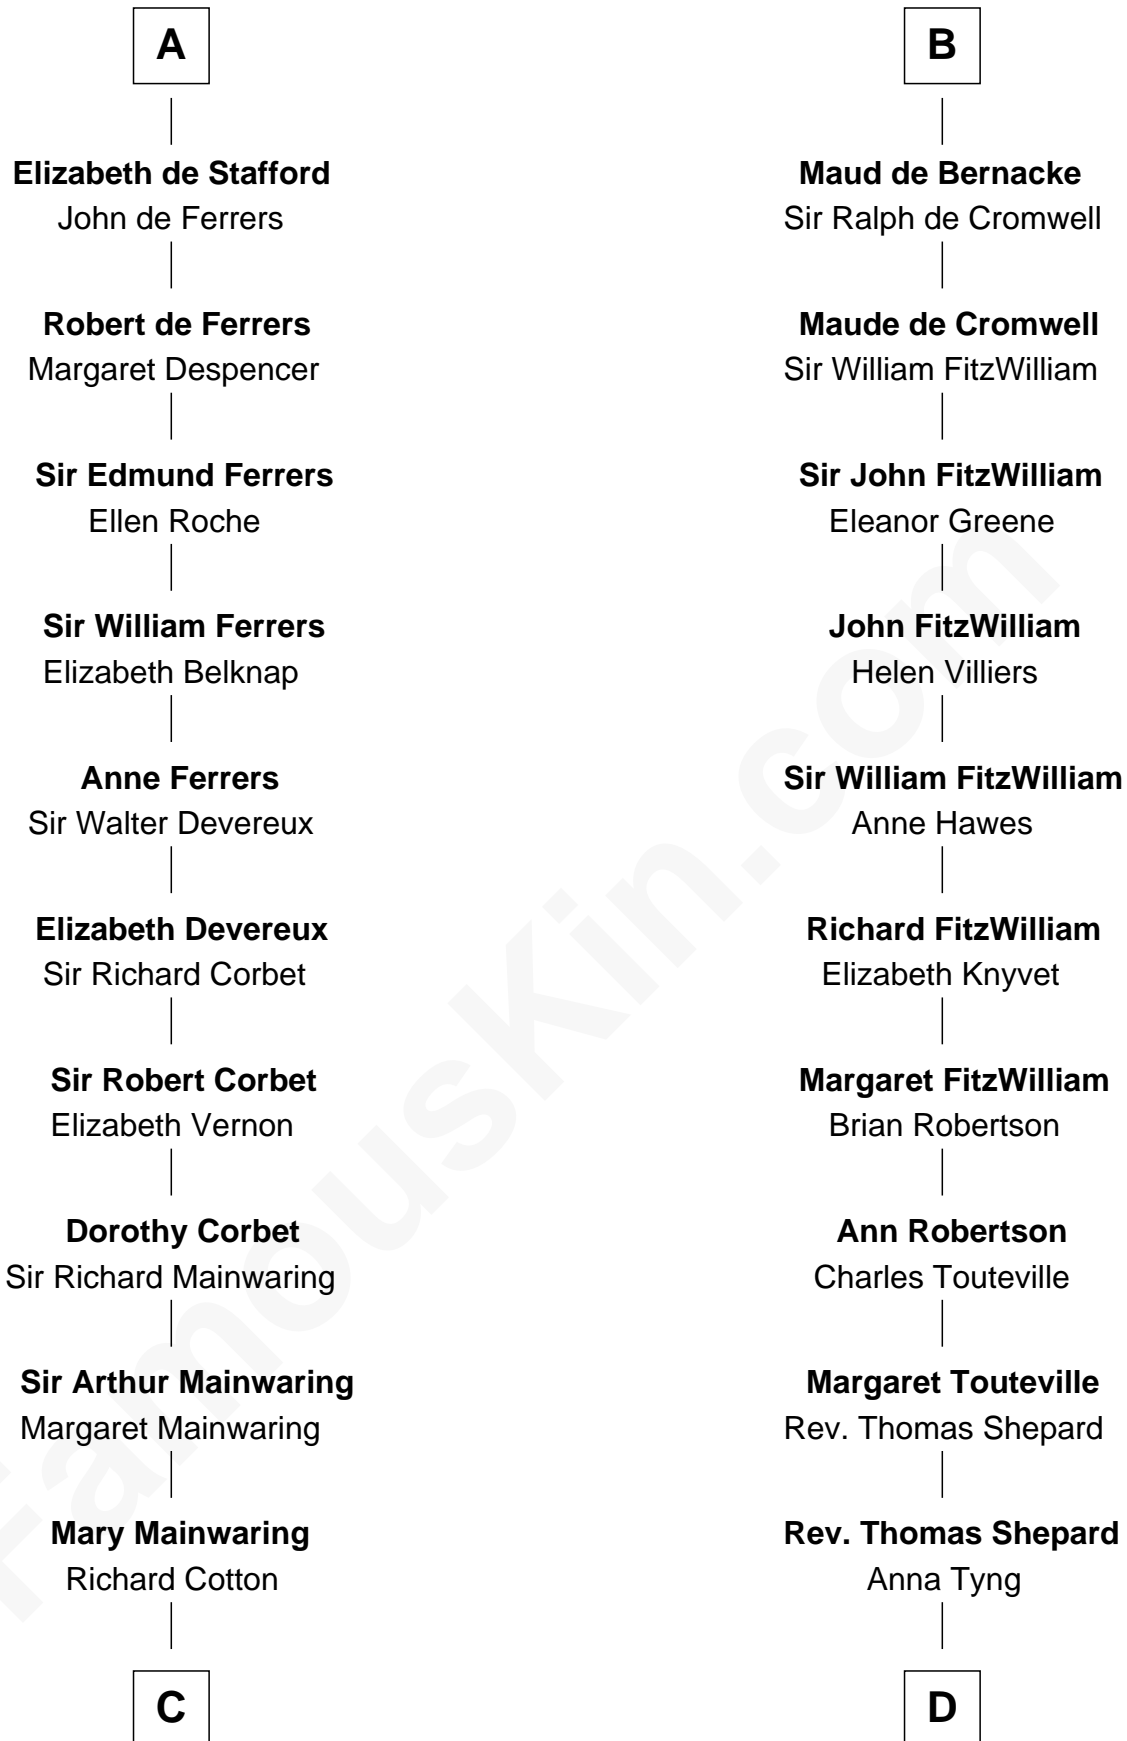 A
Elizabeth de Stafford
John de Ferrers
Robert de Ferrers
Margaret Despencer
Sir Edmund Ferrers
Ellen Roche
Sir William Ferrers
Elizabeth Belknap
Anne Ferrers
Sir Walter Devereux
Elizabeth Devereux
Sir Richard Corbet
Sir Robert Corbet
Elizabeth Vernon
Dorothy Corbet
Sir Richard Mainwaring
Sir Arthur Mainwaring
Margaret Mainwaring
Mary Mainwaring
Richard Cotton
C
B
Maud de Bernacke
Sir Ralph de Cromwell
Maude de Cromwell
Sir William FitzWilliam
Sir John FitzWilliam
Eleanor Greene
John FitzWilliam
Helen Villiers
Sir William FitzWilliam
Anne Hawes
Richard FitzWilliam
Elizabeth Knyvet
Margaret FitzWilliam
Brian Robertson
Ann Robertson
Charles Touteville
Margaret Touteville
Rev. Thomas Shepard
Rev. Thomas Shepard
Anna Tyng
D
FamousKin.com